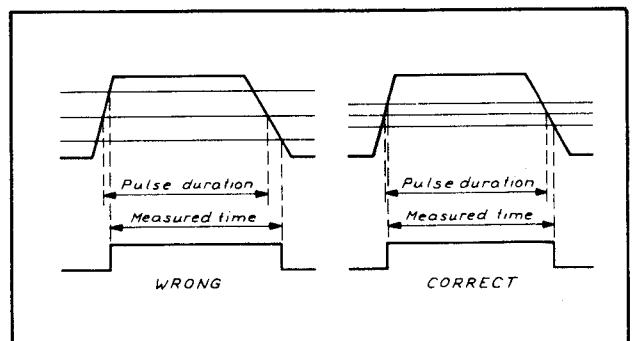 Pulse duration
Measured time
WRONG
Pulse duration
Measured time
CORRECT